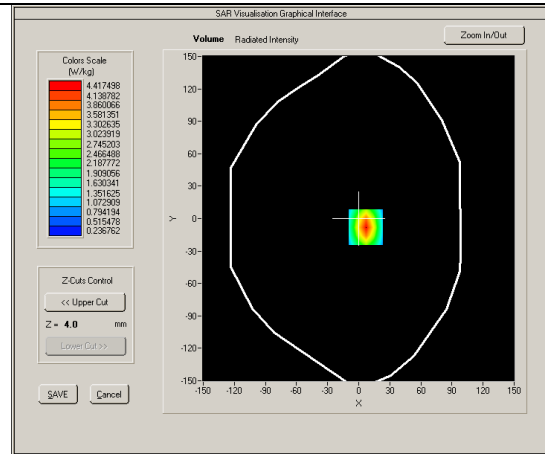 SAR Visualisation Graphical Interface
Volume Radiated Intensity
Zoom In/Out
Colors Scale
(W/kg)
4.417498
4.138782
3.860066
3.581351
3.302635
3.023919
2.745203
2.466488
2.187772
1.909056
1.630341
1.351625
1.072909
0.794194
0.515478
0.236762
Z-Cuts Control
<< Upper Cut
Z = 4.0 mm
Lower Cut >>
SAVE Cancel
150
120
90
60
30
0
-30
-60
-90
-120
-150
Y
-150 -120 -90 -60 -30 0 30 60 90 120 150
X